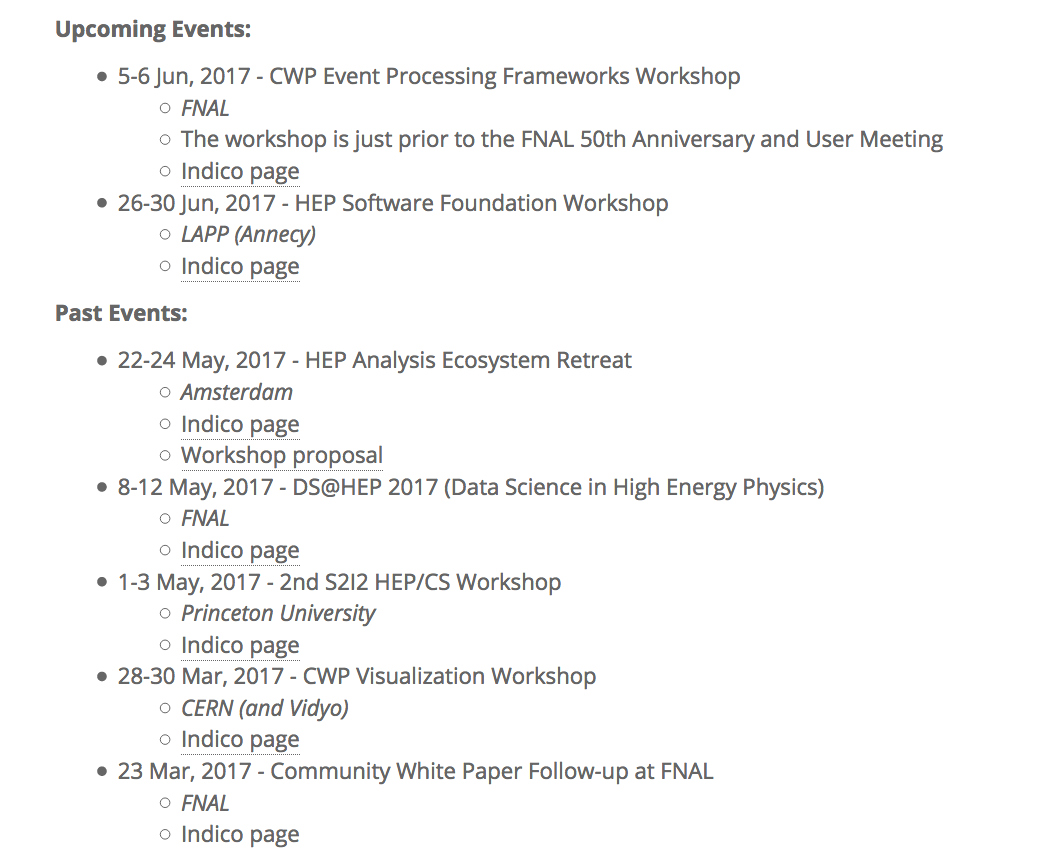 Upcoming Events:
5-6 Jun, 2017 - CWP Event Processing Frameworks Workshop
FNAL
The workshop is just prior to the FNAL 50th Anniversary and User Meeting
Indico page
26-30 Jun, 2017 - HEP Software Foundation Workshop
LAPP (Annecy)
Indico page
Past Events:
22-24 May, 2017 - HEP Analysis Ecosystem Retreat
Amsterdam
Indico page
Workshop proposal
8-12 May, 2017 - DS@HEP 2017 (Data Science in High Energy Physics)
FNAL
Indico page
1-3 May, 2017 - 2nd S2I2 HEP/CS Workshop
Princeton University
Indico page
28-30 Mar, 2017 - CWP Visualization Workshop
CERN (and Vidyo)
Indico page
23 Mar, 2017 - Community White Paper Follow-up at FNAL
FNAL
Indico page